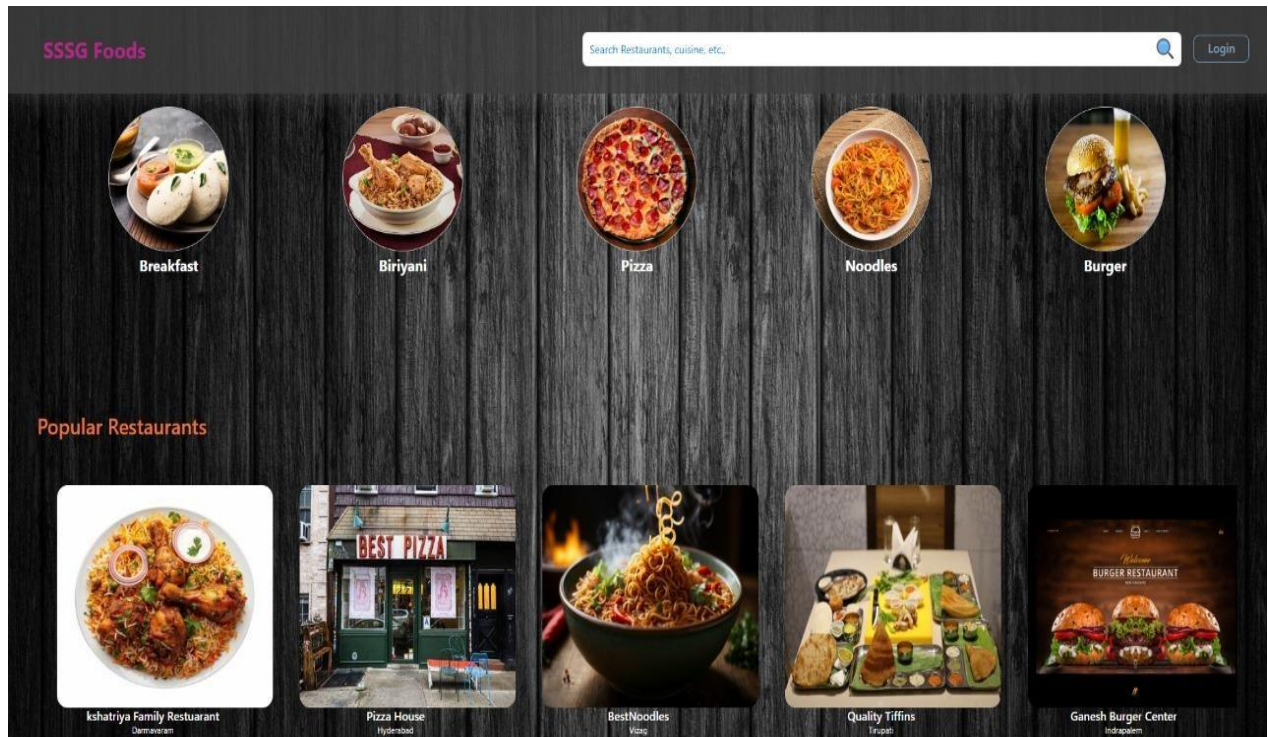 SSSG Foods
Search Restaurants, cuisine, etc.,
Login
Breakfast
Biriyani
Pizza
Noodles
Burger
Popular Restaurants
BEST PIZZA
A
Welcome
BURGER RESTAURANT
kshatriya Family Restuarant
Darmavaram
Pizza House
Hyderabad
BestNoodles
Vizag
Quality Tiffins
Tirupati
Ganesh Burger Center
Indrapalem